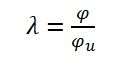 λ = φ/φᵤ